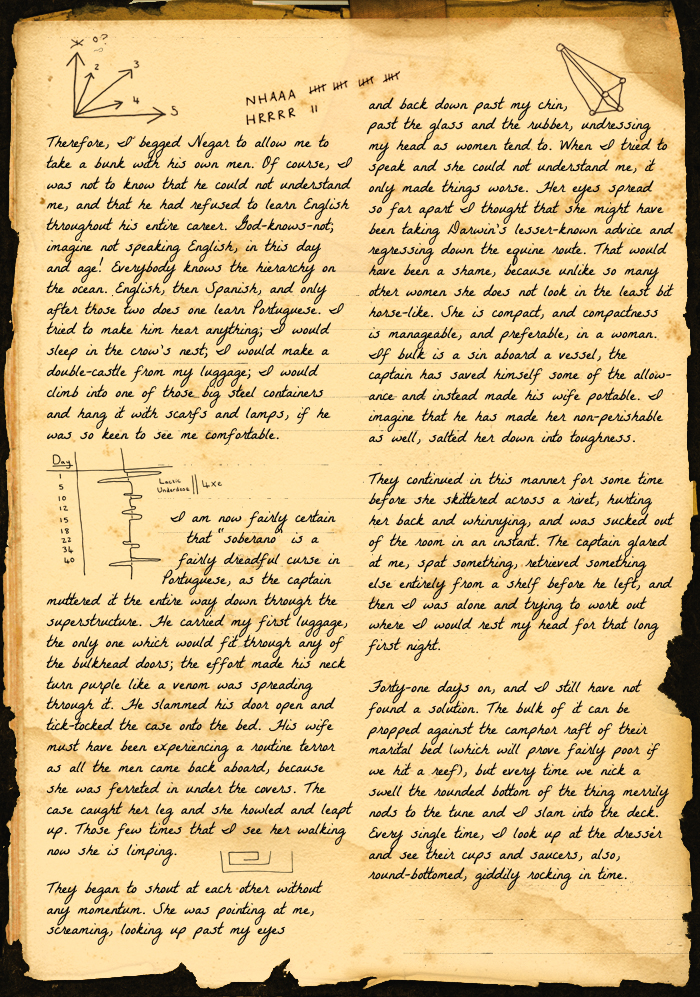 X 0?
∞
2
3
4
5
NHAAA 卌 卌 卌 卌
HRRRR ||
Therefore, I begged Negar to allow me to
take a bunk with his own men. Of course, I
was not to know that he could not understand
me, and that he had refused to learn English
throughout his entire career. God-knows-not;
imagine not speaking English, in this day
and age! Everybody knows the hierarchy on
the ocean. English, then Spanish, and only
after those two does one learn Portuguese. I
tried to make him hear anything; I would
sleep in the crow's nest; I would make a
double-castle from my luggage; I would
climb into one of those big steel containers
and hang it with scarfs and lamps, if he
was so keen to see me comfortable.
Day
1
5
10
12
15
18
22
34
40
Lactic
Underdose || 4xe
I am now fairly certain
that "soberano" is a
fairly dreadful curse in
Portuguese, as the captain
muttered it the entire way down through the
superstructure. He carried my first luggage,
the only one which would fit through any of
the bulkhead doors; the effort made his neck
turn purple like a venom was spreading
through it. He slammed his door open and
tick-tocked the case onto the bed. His wife
must have been experiencing a routine terror
as all the men came back aboard, because
she was ferreted in under the covers. The
case caught her leg and she howled and leapt
up. Those few times that I see her walking
now she is limping.
They began to shout at each other without
any momentum. She was pointing at me,
screaming, looking up past my eyes
and back down past my chin,
past the glass and the rubber, undressing
my head as women tend to. When I tried to
speak and she could not understand me, it
only made things worse. Her eyes spread
so far apart I thought that she might have
been taking Darwin's lesser-known advice and
regressing down the equine route. That would
have been a shame, because unlike so many
other women she does not look in the least bit
horse-like. She is compact, and compactness
is manageable, and preferable, in a woman.
If bulk is a sin aboard a vessel, the
captain has saved himself some of the allow-
ance and instead made his wife portable. I
imagine that he has made her non-perishable
as well, salted her down into toughness.
They continued in this manner for some time
before she skittered across a rivet, hurting
her back and whinnying, and was sucked out
of the room in an instant. The captain glared
at me, spat something, retrieved something
else entirely from a shelf before he left, and
then I was alone and trying to work out
where I would rest my head for that long
first night.
Forty-one days on, and I still have not
found a solution. The bulk of it can be
propped against the camphor raft of their
marital bed (which will prove fairly poor if
we hit a reef), but every time we nick a
swell the rounded bottom of the thing merrily
nods to the tune and I slam into the deck.
Every single time, I look up at the dresser
and see their cups and saucers, also,
round-bottomed, giddily rocking in time.